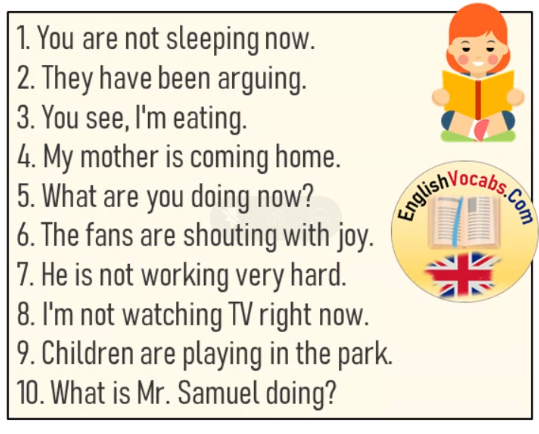 1. You are not sleeping now.
2. They have been arguing.
3. You see, I'm eating.
4. My mother is coming home.
5. What are you doing now?
6. The fans are shouting with joy.
7. He is not working very hard.
8. I'm not watching TV right now.
9. Children are playing in the park.
10. What is Mr. Samuel doing?
EnglishVocabs.Com